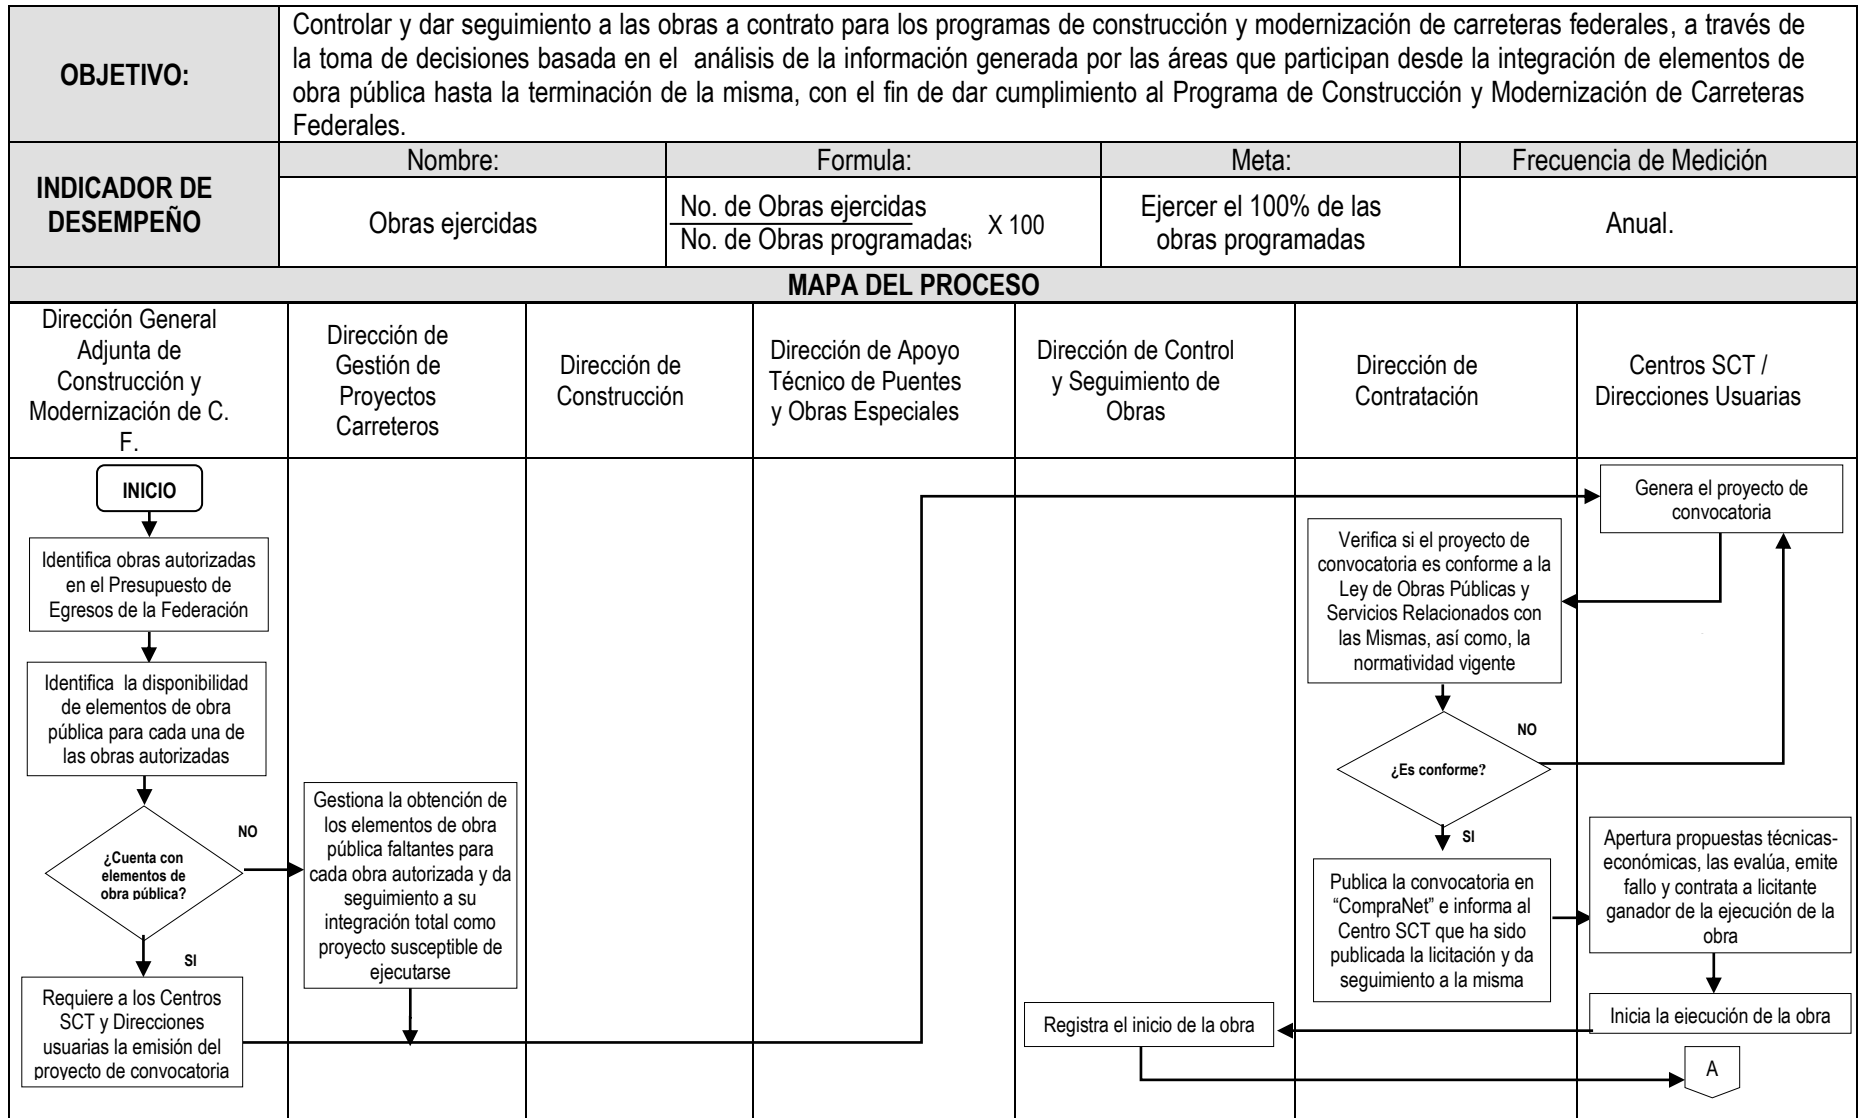 OBJETIVO:
Controlar y dar seguimiento a las obras a contrato para los programas de construcción y modernización de carreteras federales, a través de
la toma de decisiones basada en el análisis de la información generada por las áreas que participan desde la integración de elementos de
obra pública hasta la terminación de la misma, con el fin de dar cumplimiento al Programa de Construcción y Modernización de Carreteras
Federales.
INDICADOR DE
DESEMPEÑO
Nombre:
Formula:
Meta:
Frecuencia de Medición
Obras ejercidas
No. de Obras ejercidas
No. de Obras programadas
X 100
Ejercer el 100% de las
obras programadas
Anual.
MAPA DEL PROCESO
Dirección General
Adjunta de
Construcción y
Modernización de C.
F.
Dirección de
Gestión de
Proyectos
Carreteros
Dirección de
Construcción
Dirección de Apoyo
Técnico de Puentes
y Obras Especiales
Dirección de Control
y Seguimiento de
Obras
Dirección de
Contratación
Centros SCT /
Direcciones Usuarias
INICIO
Identifica obras autorizadas
en el Presupuesto de
Egresos de la Federación
Identifica la disponibilidad
de elementos de obra
pública para cada una de
las obras autorizadas
¿Cuenta con
elementos de
obra pública?
NO
SI
Requiere a los Centros
SCT y Direcciones
usuarias la emisión del
proyecto de convocatoria
Gestiona la obtención de
los elementos de obra
pública faltantes para
cada obra autorizada y da
seguimiento a su
integración total como
proyecto susceptible de
ejecutarse
Genera el proyecto de
convocatoria
Verifica si el proyecto de
convocatoria es conforme a la
Ley de Obras Públicas y
Servicios Relacionados con
las Mismas, así como, la
normatividad vigente
¿Es conforme?
NO
SI
Publica la convocatoria en
“CompraNet” e informa al
Centro SCT que ha sido
publicada la licitación y da
seguimiento a la misma
Apertura propuestas técnicas-
económicas, las evalúa, emite
fallo y contrata a licitante
ganador de la ejecución de la
obra
Inicia la ejecución de la obra
Registra el inicio de la obra
A